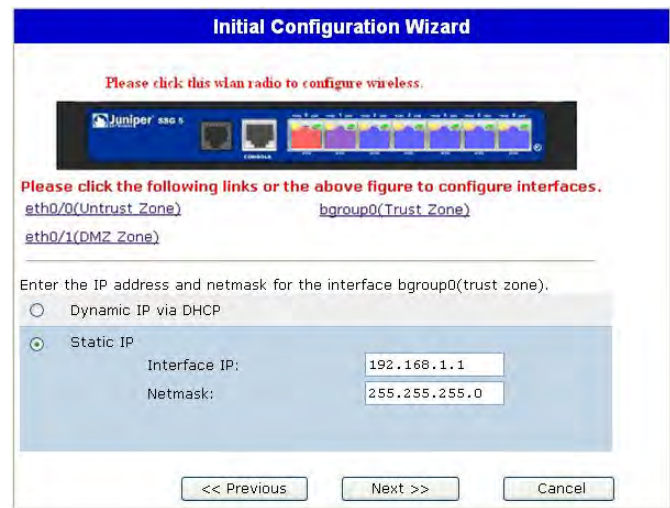 Initial Configuration Wizard
Please click this wlan radio to configure wireless.
Juniper SSG 5
CONSOLE
Please click the following links or the above figure to configure interfaces.
eth0/0(Untrust Zone) bgroup0(Trust Zone)
eth0/1(DMZ Zone)
Enter the IP address and netmask for the interface bgroup0(trust zone).
Dynamic IP via DHCP
Static IP
Interface IP: 192.168.1.1
Netmask: 255.255.255.0
<< Previous Next >> Cancel